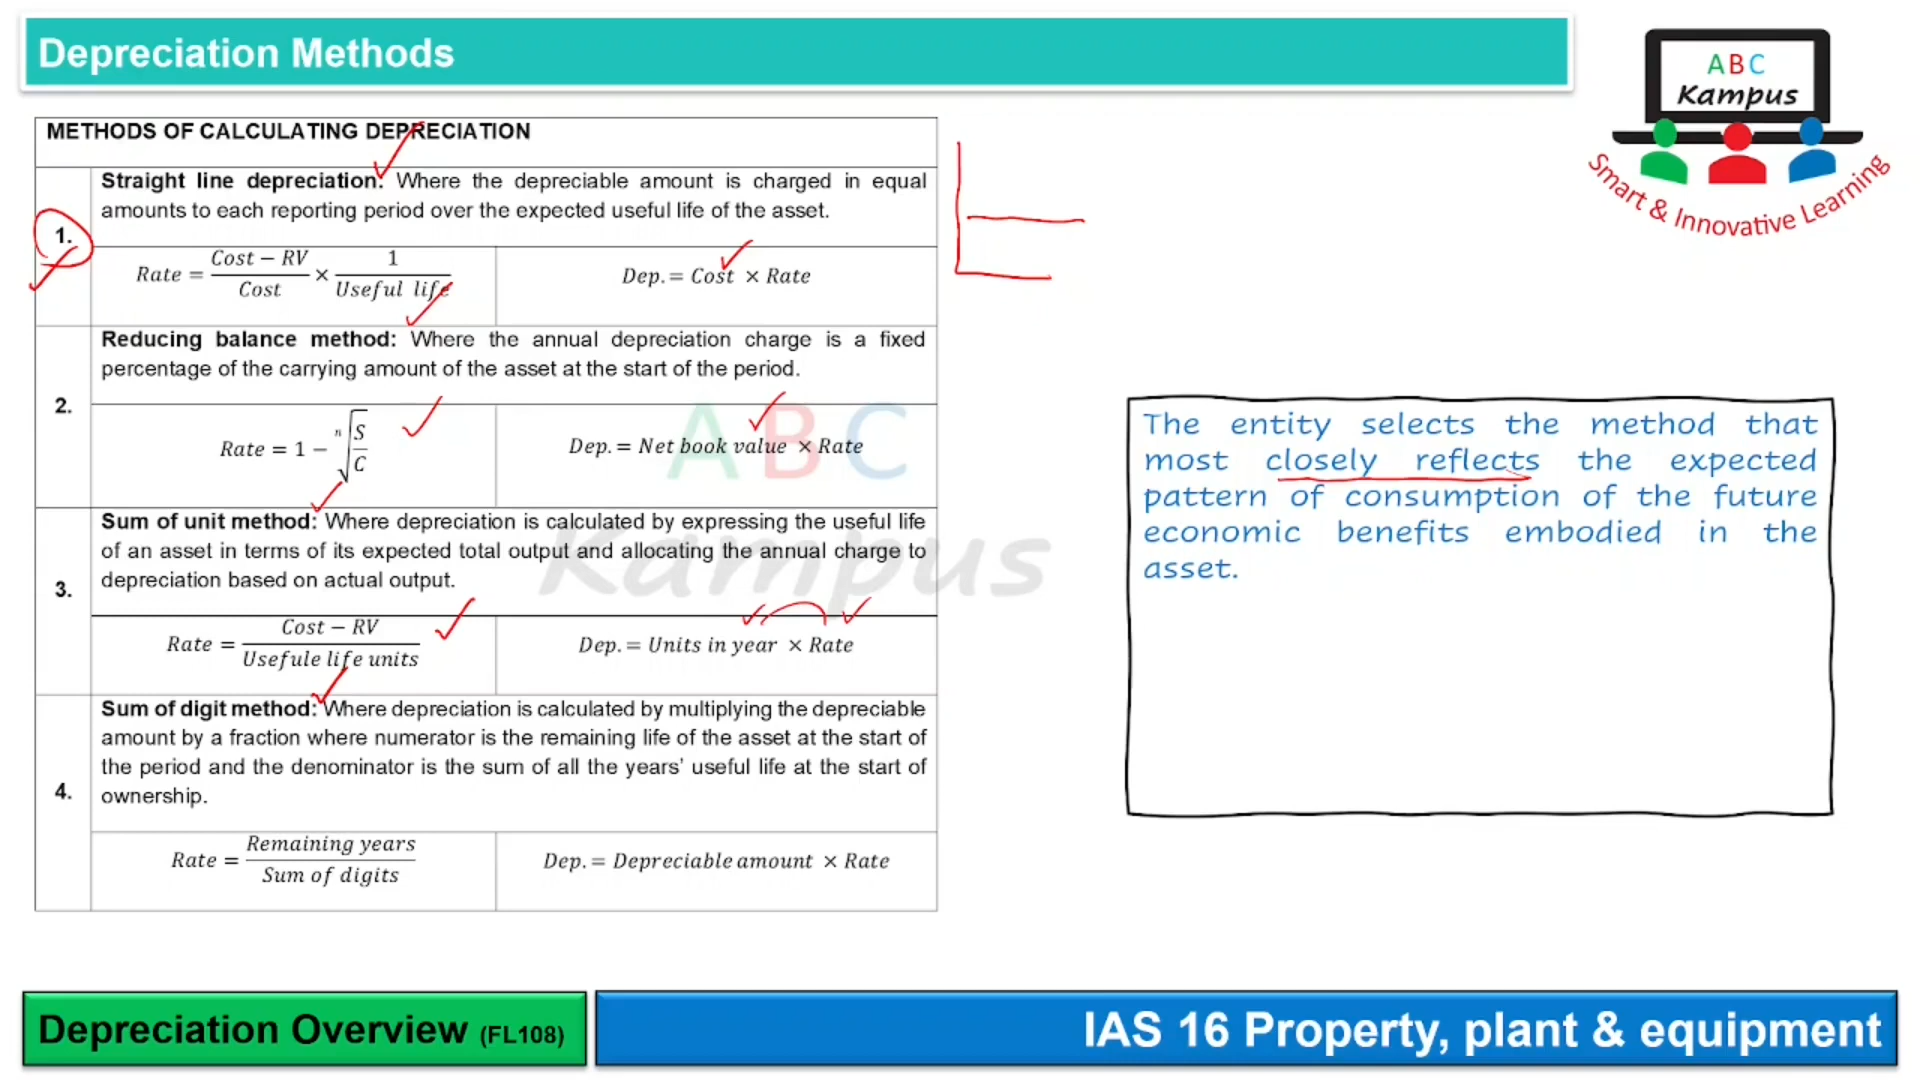 Depreciation Methods
ABC
Kampus
Smart & Innovative Learning
METHODS OF CALCULATING DEPRECIATION
1.
Straight line depreciation: Where the depreciable amount is charged in equal
amounts to each reporting period over the expected useful life of the asset.
Rate = Cost − RV / Cost × 1 / Useful life
Dep. = Cost × Rate
2.
Reducing balance method: Where the annual depreciation charge is a fixed
percentage of the carrying amount of the asset at the start of the period.
Rate = 1 − ⁿ√S/C
Dep. = Net book value × Rate
3.
Sum of unit method: Where depreciation is calculated by expressing the useful life
of an asset in terms of its expected total output and allocating the annual charge to
depreciation based on actual output.
Rate = Cost − RV / Usefule life units
Dep. = Units in year × Rate
4.
Sum of digit method: Where depreciation is calculated by multiplying the depreciable
amount by a fraction where numerator is the remaining life of the asset at the start of
the period and the denominator is the sum of all the years' useful life at the start of
ownership.
Rate = Remaining years / Sum of digits
Dep. = Depreciable amount × Rate
ABC
Kampus
The entity selects the method that
most closely reflects the expected
pattern of consumption of the future
economic benefits embodied in the
asset.
Depreciation Overview (FL108)
IAS 16 Property, plant & equipment